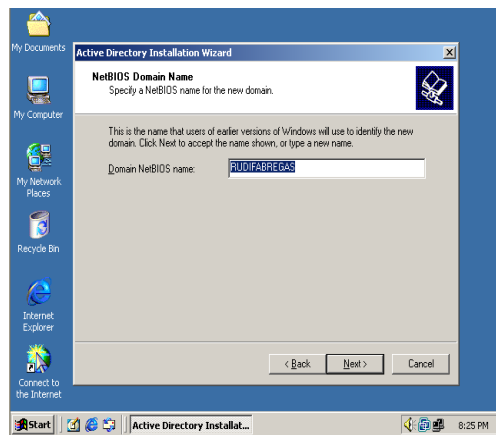 My Documents
My Computer
My Network
Places
Recycle Bin
Internet
Explorer
Connect to
the Internet
Active Directory Installation Wizard
NetBIOS Domain Name
Specify a NetBIOS name for the new domain.
This is the name that users of earlier versions of Windows will use to identify the new
domain. Click Next to accept the name shown, or type a new name.
Domain NetBIOS name:
RUDIFABREGAS
< Back
Next >
Cancel
Start
Active Directory Installat...
8:25 PM